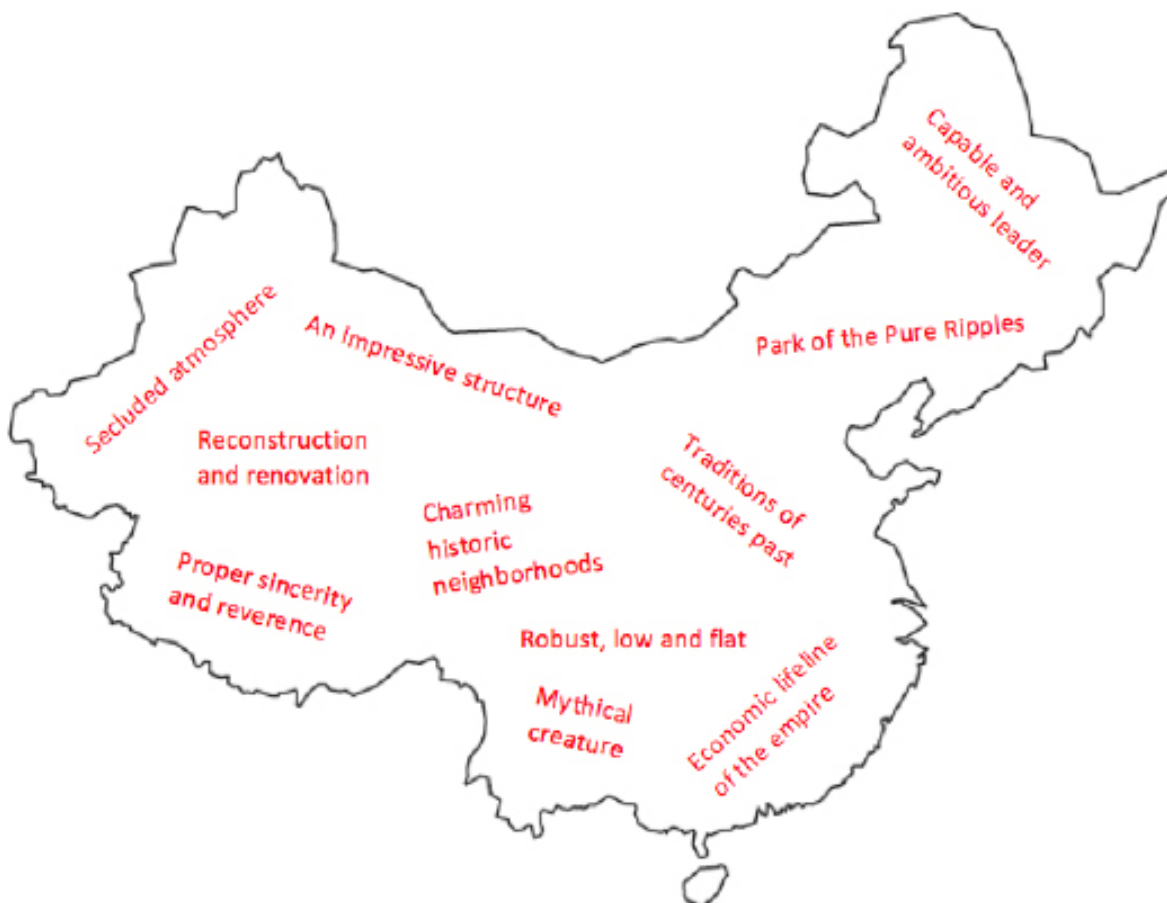 Capable and
ambitious leader
Park of the Pure Ripples
Secluded atmosphere
An impressive structure
Reconstruction
and renovation
Traditions of
centuries past
Charming
historic
neighborhoods
Proper sincerity
and reverence
Robust, low and flat
Mythical
creature
Economic lifeline
of the empire